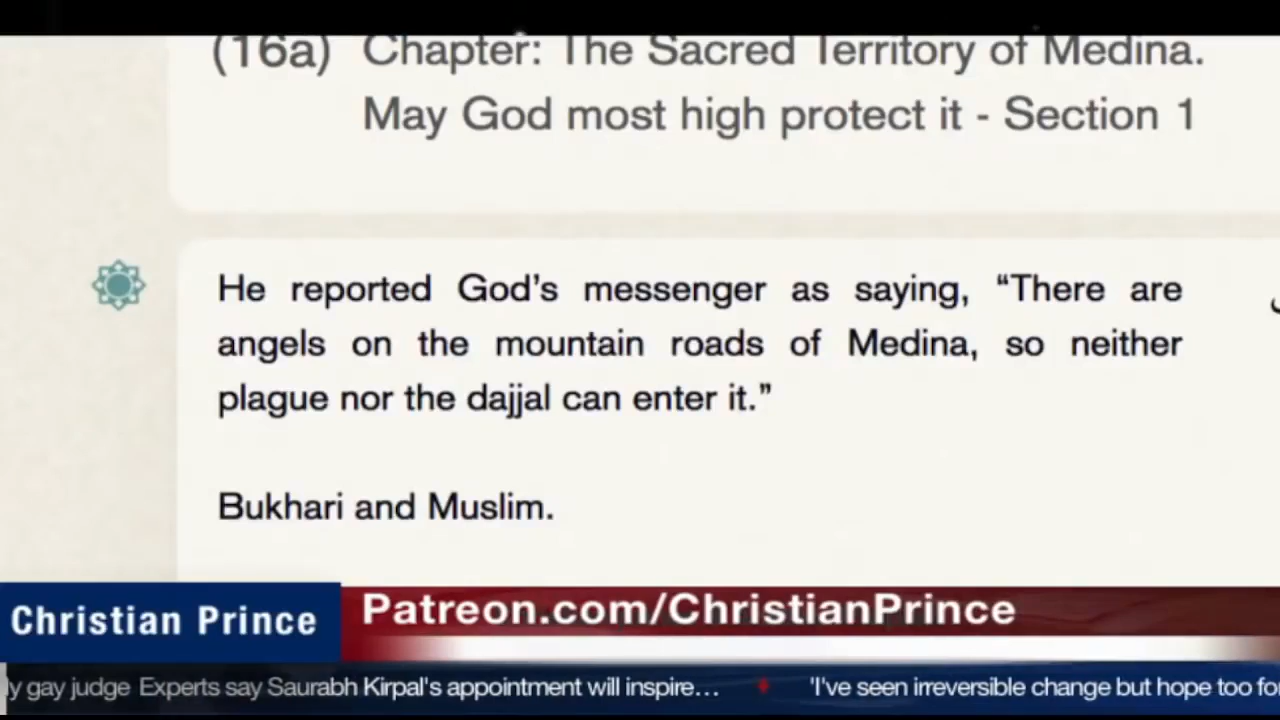 (16a) Chapter: The Sacred Territory of Medina.
May God most high protect it - Section 1
He reported God's messenger as saying, “There are
angels on the mountain roads of Medina, so neither
plague nor the dajjal can enter it.”
Bukhari and Muslim.
Christian Prince
Patreon.com/ChristianPrince
gay judge Experts say Saurabh Kirpal's appointment will inspire... 'I've seen irreversible change but hope too